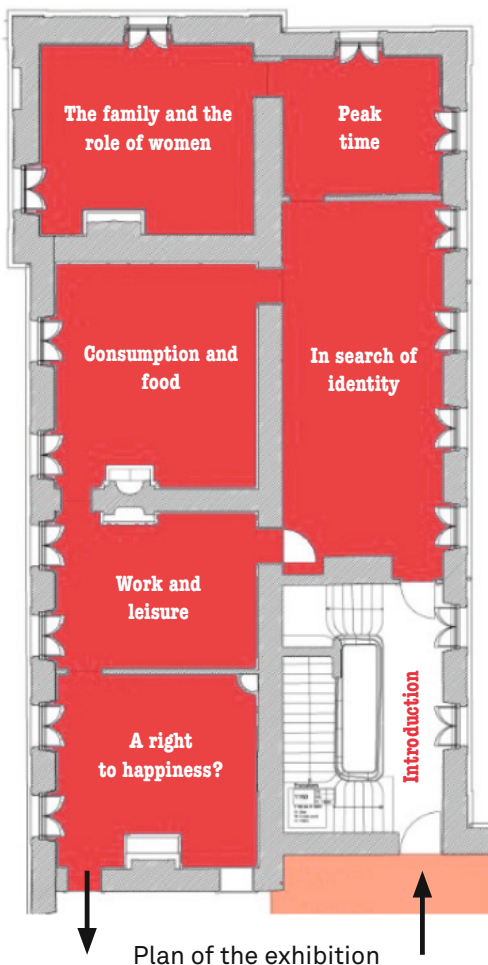 The family and the
role of women
Peak
time
Consumption and
food
In search of
identity
Work and
leisure
Introduction
A right
to happiness?
Plan of the exhibition